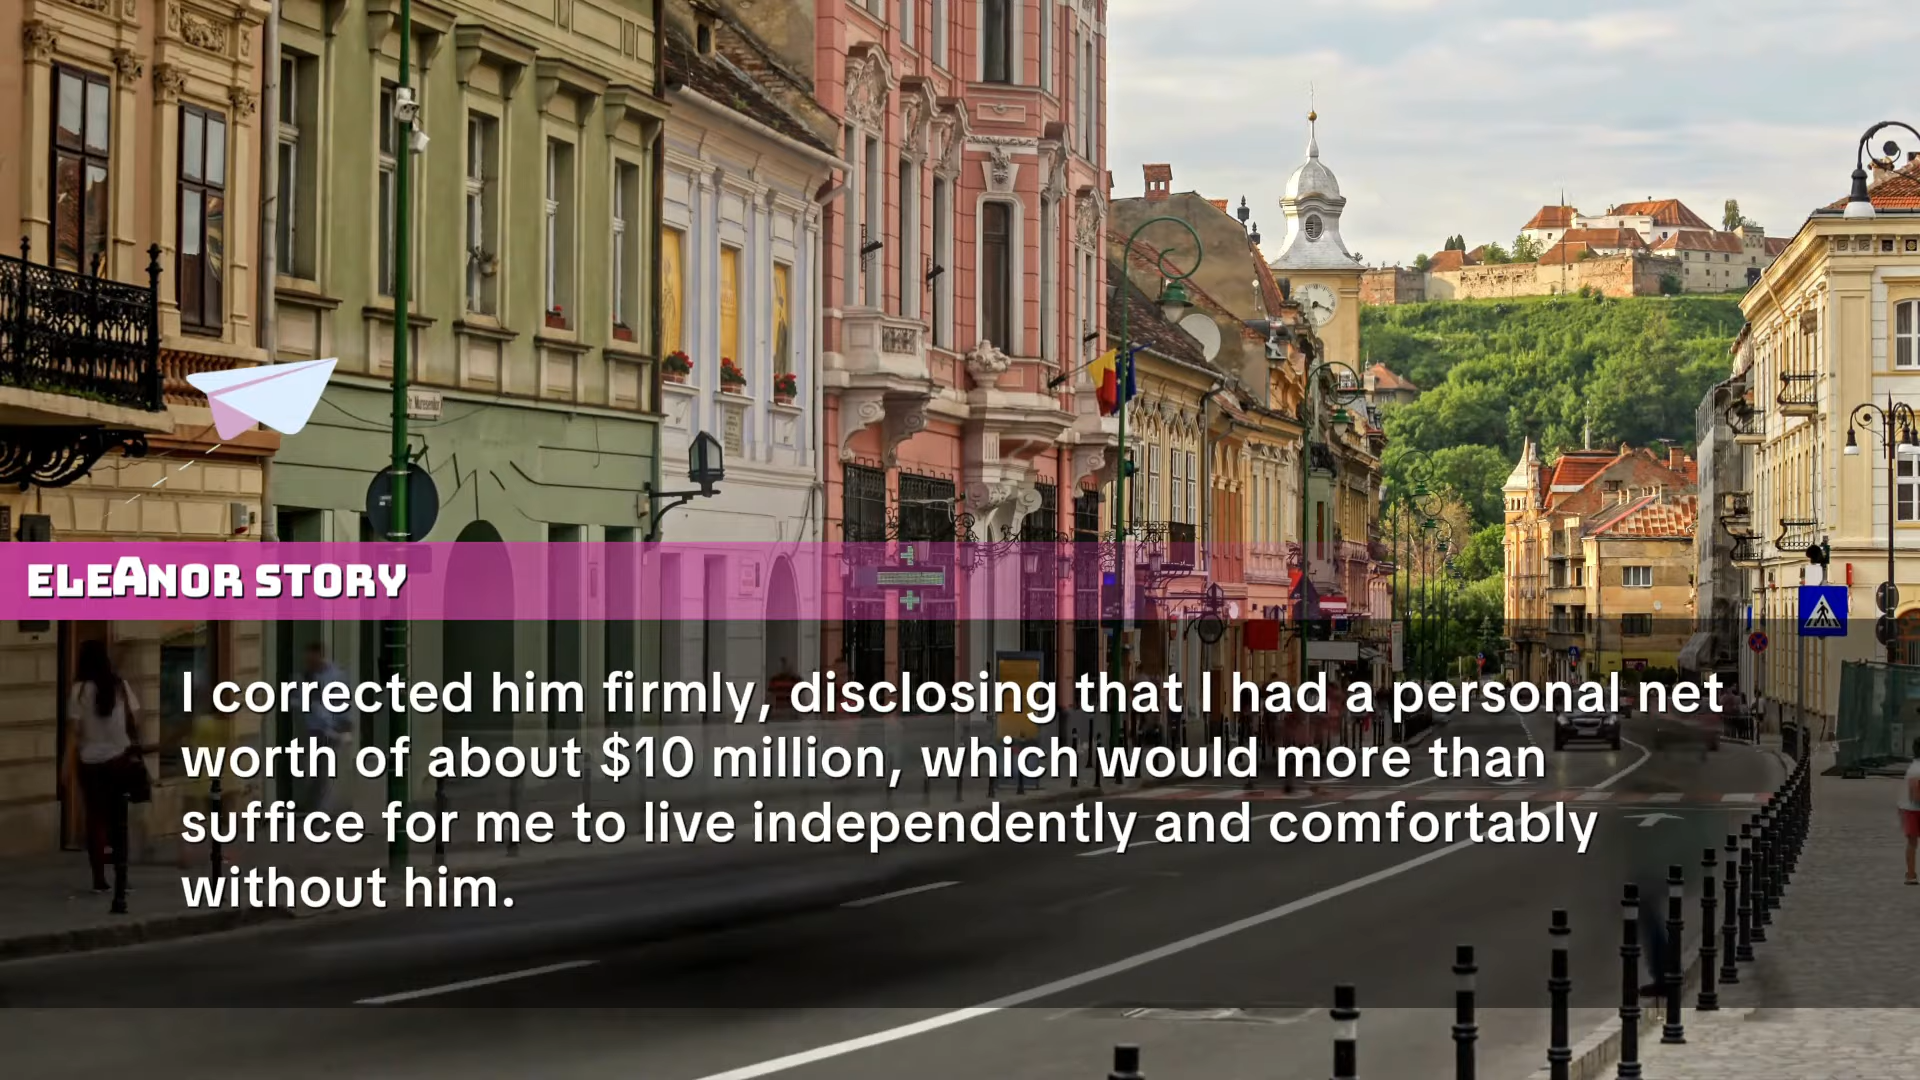 ELEANOR STORY
I corrected him firmly, disclosing that I had a personal net
worth of about $10 million, which would more than
suffice for me to live independently and comfortably
without him.